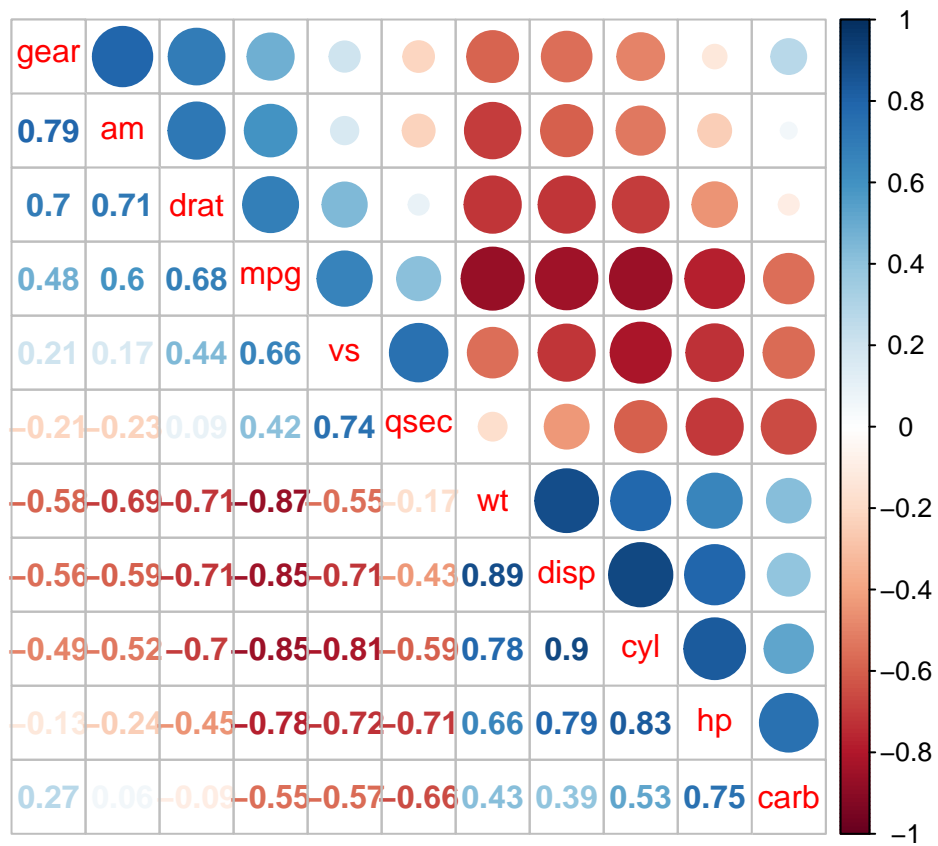 gear
0.79 am
0.7 0.71 drat
0.48 0.6 0.68 mpg
0.21 0.17 0.44 0.66 vs
−0.21 −0.23 0.09 0.42 0.74 qsec
−0.58 −0.69 −0.71 −0.87 −0.55 −0.17 wt
−0.56 −0.59 −0.71 −0.85 −0.71 −0.43 0.89 disp
−0.49 −0.52 −0.7 −0.85 −0.81 −0.59 0.78 0.9 cyl
−0.13 −0.24 −0.45 −0.78 −0.72 −0.71 0.66 0.79 0.83 hp
0.27 0.06 −0.09 −0.55 −0.57 −0.66 0.43 0.39 0.53 0.75 carb
1
0.8
0.6
0.4
0.2
0
−0.2
−0.4
−0.6
−0.8
−1